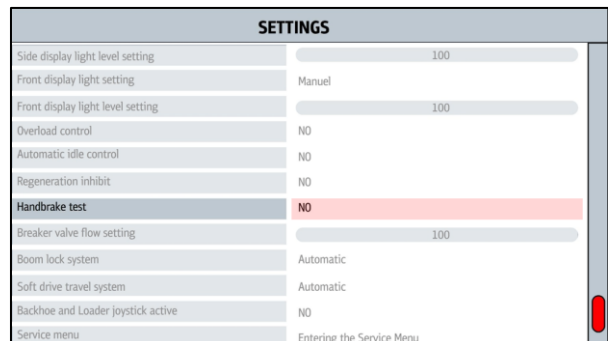 SETTINGS
Side display light level setting 100
Front display light setting Manuel
Front display light level setting 100
Overload control NO
Automatic idle control NO
Regeneration inhibit NO
Handbrake test NO
Breaker valve flow setting 100
Boom lock system Automatic
Soft drive travel system Automatic
Backhoe and Loader joystick active NO
Service menu Entering the Service Menu